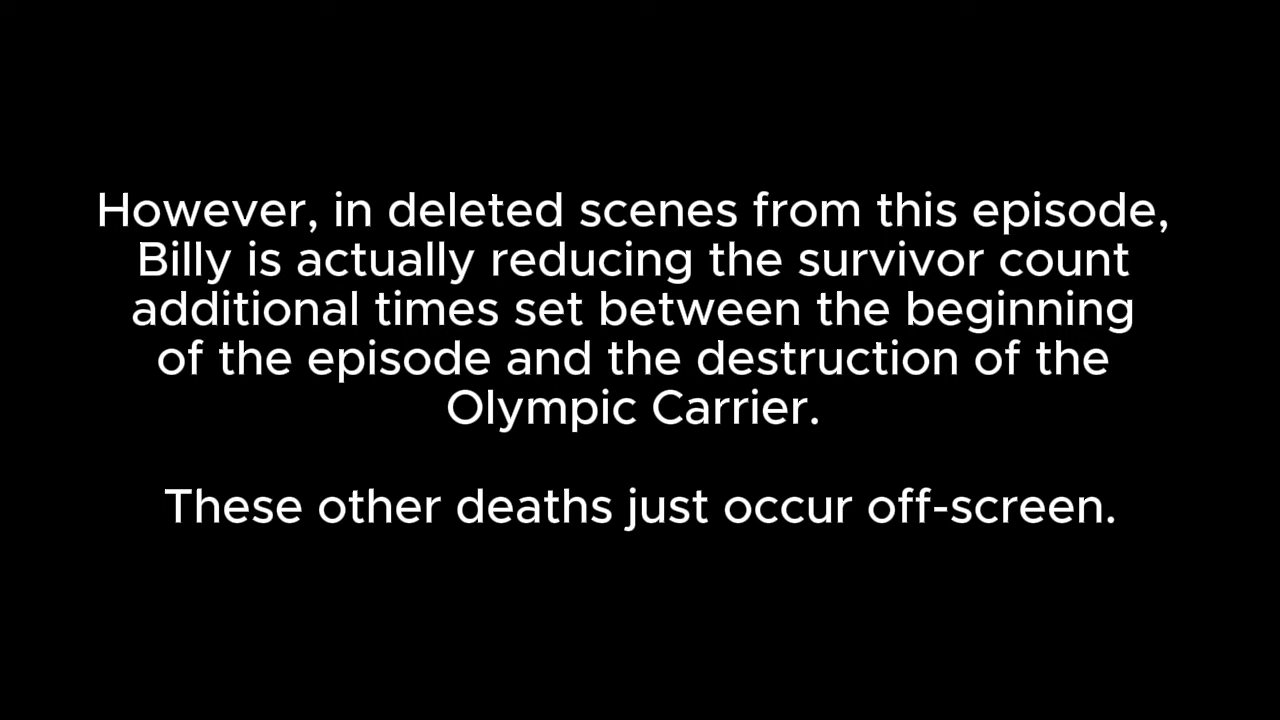 However, in deleted scenes from this episode,
Billy is actually reducing the survivor count
additional times set between the beginning
of the episode and the destruction of the
Olympic Carrier.
These other deaths just occur off-screen.